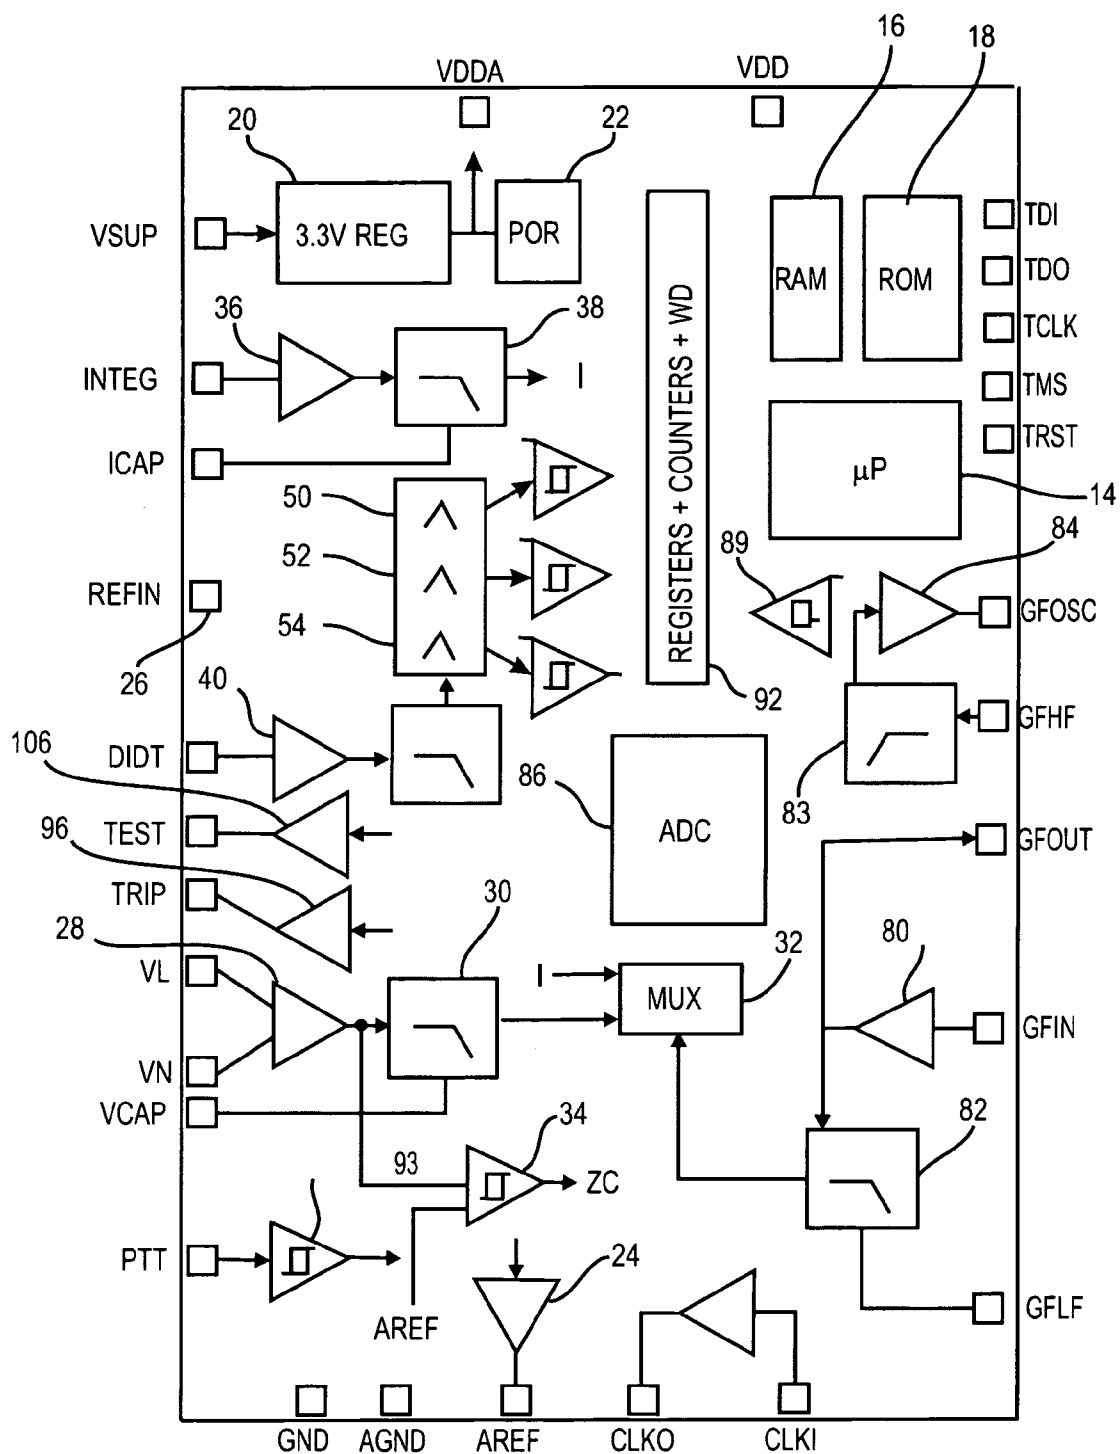 16
18
VDDA
VDD
20
22
VSUP
3.3V REG
POR
RAM
ROM
TDI
TDO
TCLK
TMS
TRST
36
38
INTEG
I
ICAP
REGISTERS + COUNTERS + WD
µP
14
50
52
54
89
84
REFIN
26
GFOSC
40
92
GFHF
106
DIDT
86
ADC
83
TEST
GFOUT
96
TRIP
28
30
32
80
VL
I
MUX
GFIN
VN
VCAP
34
82
93
ZC
PTT
24
AREF
GFLF
GND
AGND
AREF
CLKO
CLKI